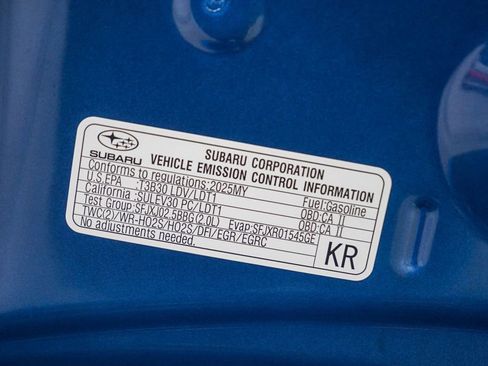 SUBARU
SUBARU CORPORATION
VEHICLE EMISSION CONTROL INFORMATION
Conforms to regulations:2025MY Fuel:Gasoline
U.S.EPA :T3B30 LDV/LDT1 OBD:CA II
California :SULEV30 PC/LDT1 OBD:CA II
Test Group:SFJXJ02.5BBG(2.0L) Evap:SFJXR01545GE
TWC(2)/WR-HO2S/HO2S/DFI/EGR/EGRC
No adjustments needed.
KR